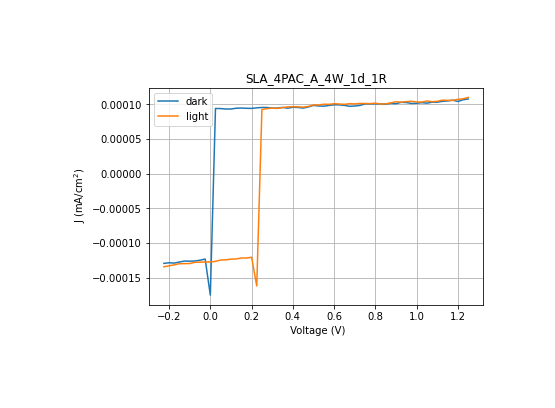 SLA_4PAC_A_4W_1d_1R
dark
light
0.00010
0.00005
0.00000
−0.00005
−0.00010
−0.00015
J (mA/cm²)
−0.2 0.0 0.2 0.4 0.6 0.8 1.0 1.2
Voltage (V)